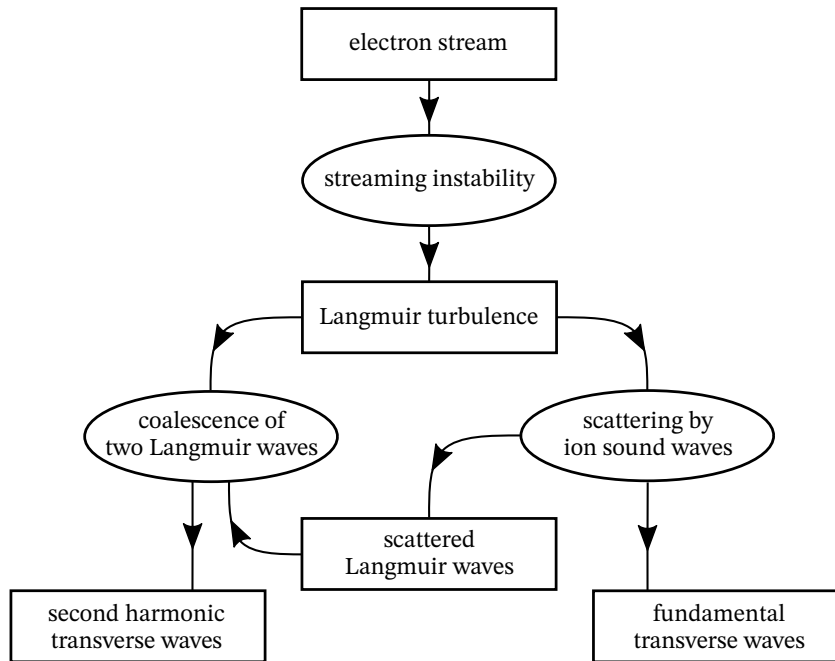 electron stream
streaming instability
Langmuir turbulence
coalescence of
two Langmuir waves
scattering by
ion sound waves
scattered
Langmuir waves
second harmonic
transverse waves
fundamental
transverse waves